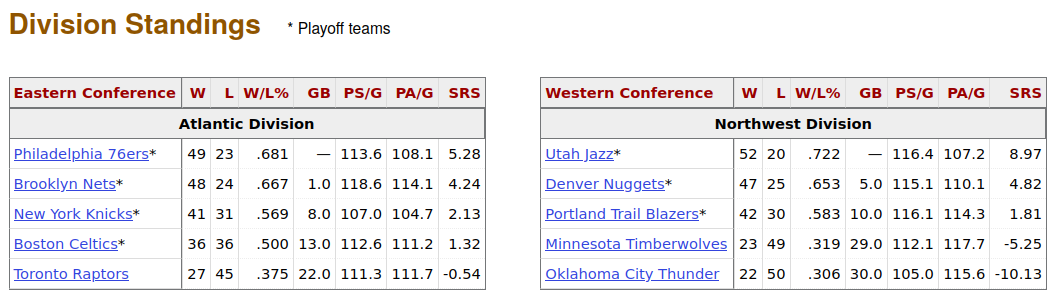 Division Standings * Playoff teams
Eastern Conference W L W/L% GB PS/G PA/G SRS
Atlantic Division
Philadelphia 76ers* 49 23 .681 — 113.6 108.1 5.28
Brooklyn Nets* 48 24 .667 1.0 118.6 114.1 4.24
New York Knicks* 41 31 .569 8.0 107.0 104.7 2.13
Boston Celtics* 36 36 .500 13.0 112.6 111.2 1.32
Toronto Raptors 27 45 .375 22.0 111.3 111.7 -0.54
Western Conference W L W/L% GB PS/G PA/G SRS
Northwest Division
Utah Jazz* 52 20 .722 — 116.4 107.2 8.97
Denver Nuggets* 47 25 .653 5.0 115.1 110.1 4.82
Portland Trail Blazers* 42 30 .583 10.0 116.1 114.3 1.81
Minnesota Timberwolves 23 49 .319 29.0 112.1 117.7 -5.25
Oklahoma City Thunder 22 50 .306 30.0 105.0 115.6 -10.13